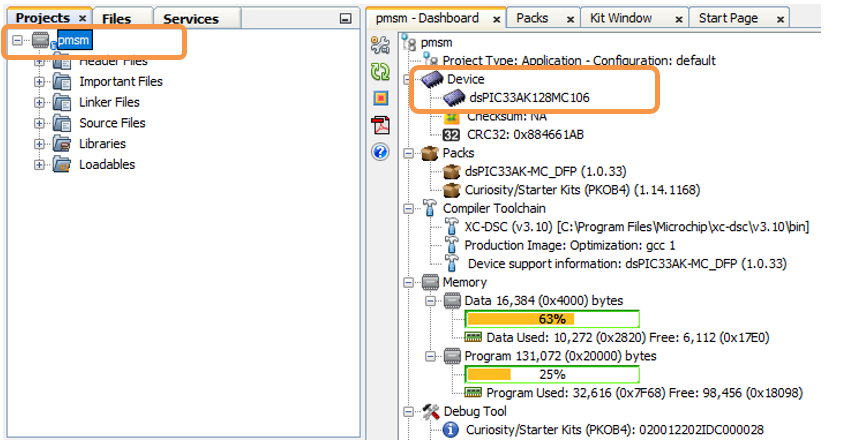 Projects × Files Services
pmsm
Header Files
Important Files
Linker Files
Source Files
Libraries
Loadables
pmsm - Dashboard × Packs × Kit Window × Start Page ×
pmsm
Project Type: Application - Configuration: default
Device
dsPIC33AK128MC106
Checksum: NA
CRC32: 0x884661AB
Packs
dsPIC33AK-MC_DFP (1.0.33)
Curiosity/Starter Kits (PKOB4) (1.14.1168)
Compiler Toolchain
XC-DSC (v3.10) [C:\Program Files\Microchip\xc-dsc\v3.10\bin]
Production Image: Optimization: gcc 1
Device support information: dsPIC33AK-MC_DFP (1.0.33)
Memory
Data 16,384 (0x4000) bytes
63%
Data Used: 10,272 (0x2820) Free: 6,112 (0x17E0)
Program 131,072 (0x20000) bytes
25%
Program Used: 32,616 (0x7F68) Free: 98,456 (0x18098)
Debug Tool
Curiosity/Starter Kits (PKOB4): 020012202IDC000028